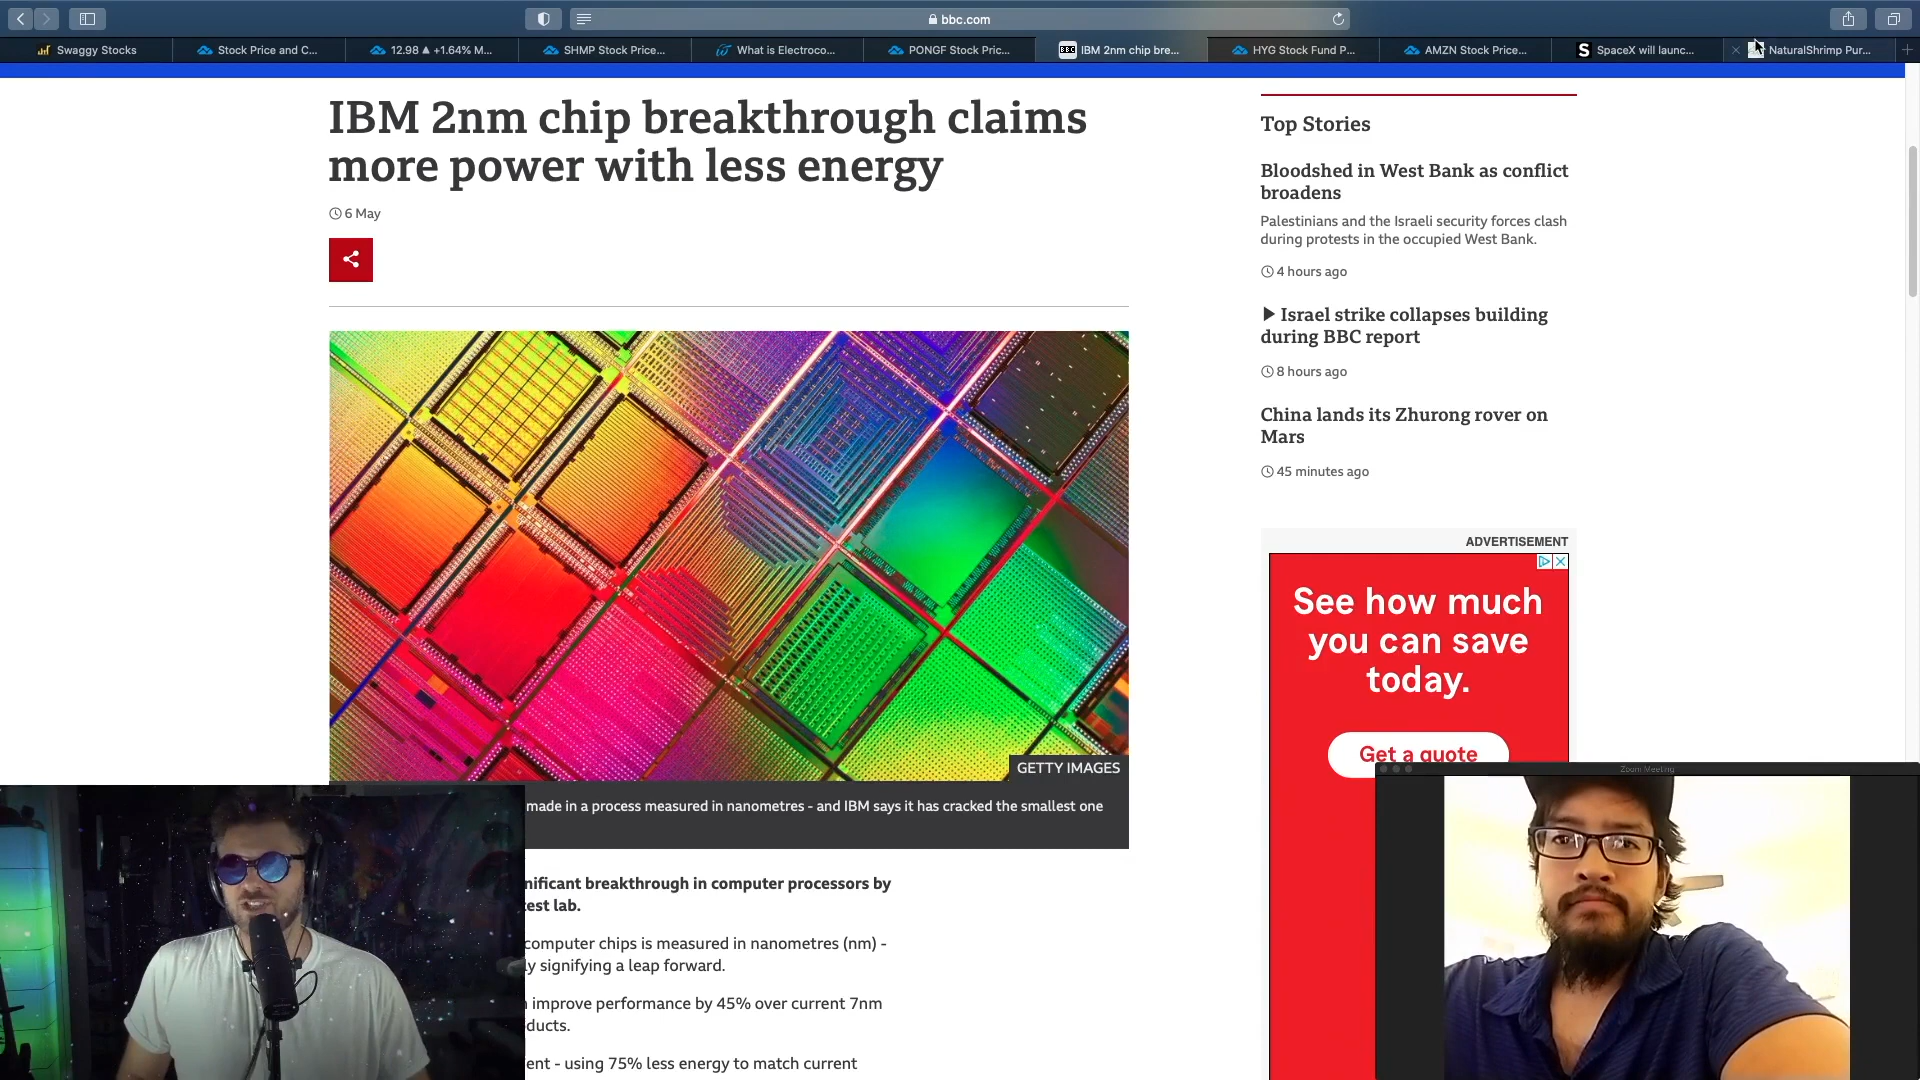 bbc.com
Swaggy Stocks
Stock Price and C...
12.98 ▲ +1.64% M...
SHMP Stock Price...
What is Electroco...
PONGF Stock Pric...
BBC IBM 2nm chip bre...
HYG Stock Fund P...
AMZN Stock Price...
S SpaceX will launc...
NaturalShrimp Pur...
IBM 2nm chip breakthrough claims
more power with less energy
6 May
GETTY IMAGES
made in a process measured in nanometres - and IBM says it has cracked the smallest one
nificant breakthrough in computer processors by
est lab.
computer chips is measured in nanometres (nm) -
ly signifying a leap forward.
improve performance by 45% over current 7nm
ducts.
ent - using 75% less energy to match current
Top Stories
Bloodshed in West Bank as conflict
broadens
Palestinians and the Israeli security forces clash
during protests in the occupied West Bank.
4 hours ago
Israel strike collapses building
during BBC report
8 hours ago
China lands its Zhurong rover on
Mars
45 minutes ago
ADVERTISEMENT
See how much
you can save
today.
Get a quote
Zoom Meeting